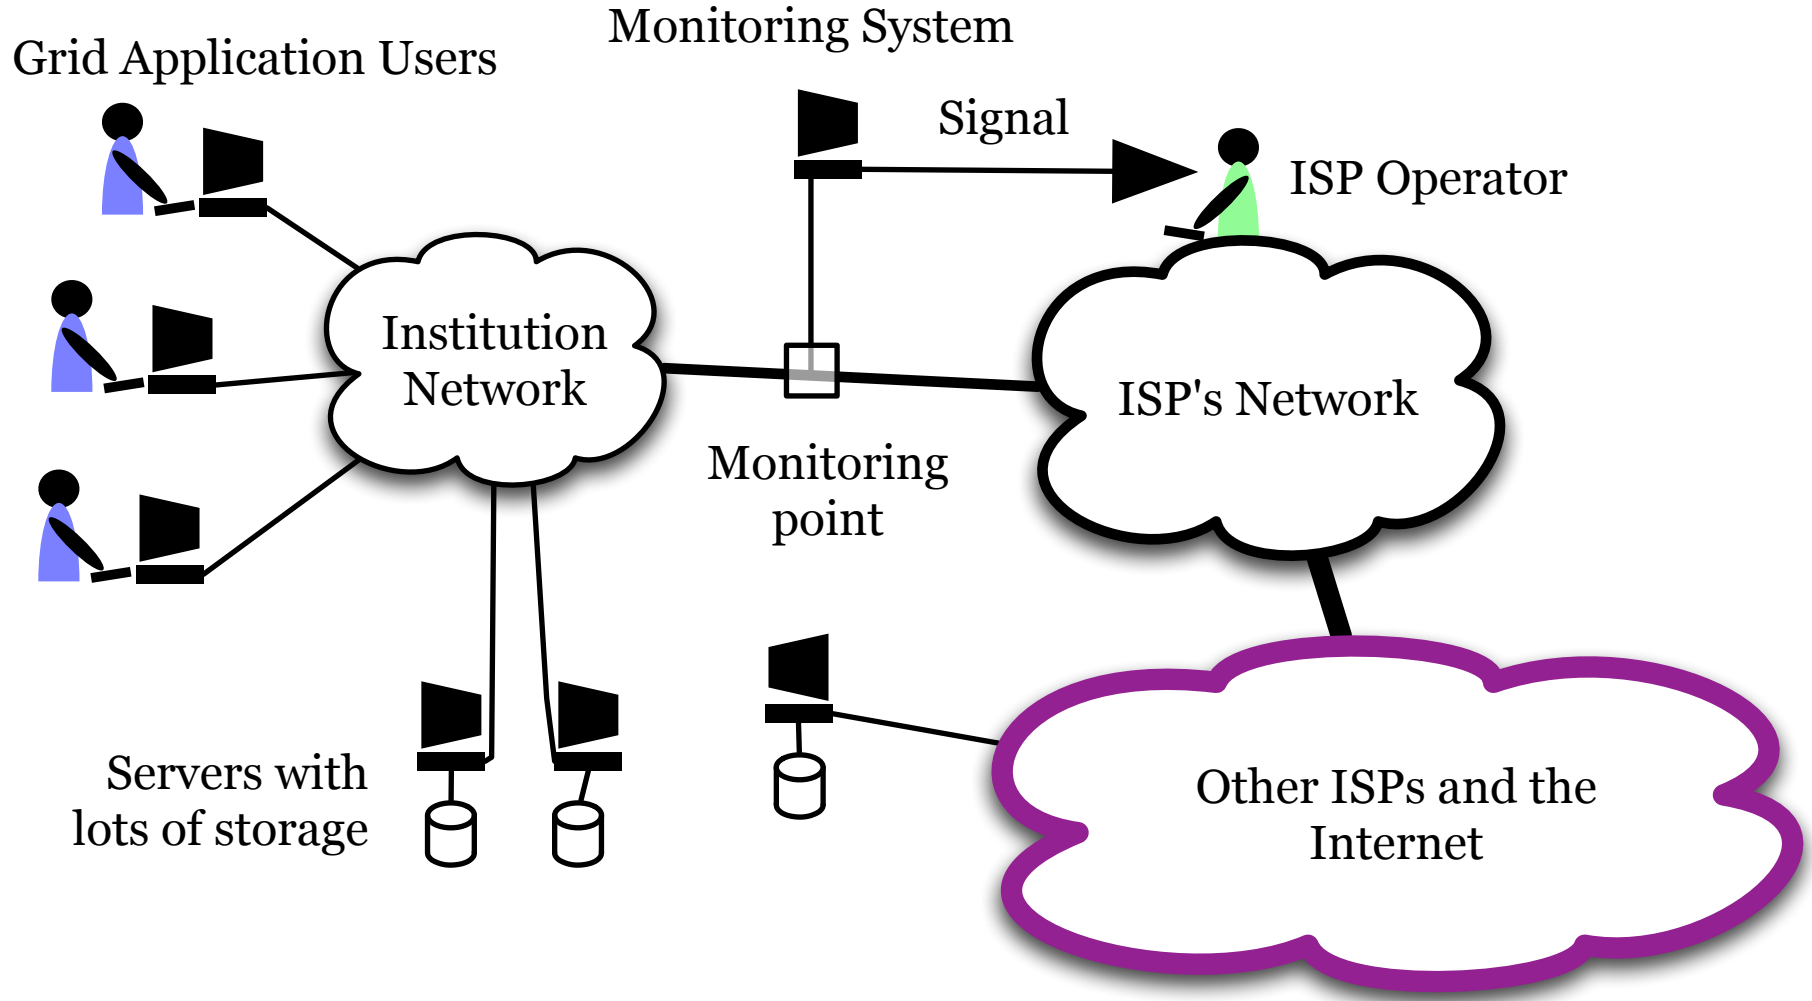 Monitoring System
Grid Application Users
Signal
ISP Operator
Institution
Network
ISP's Network
Monitoring
point
Servers with
lots of storage
Other ISPs and the
Internet